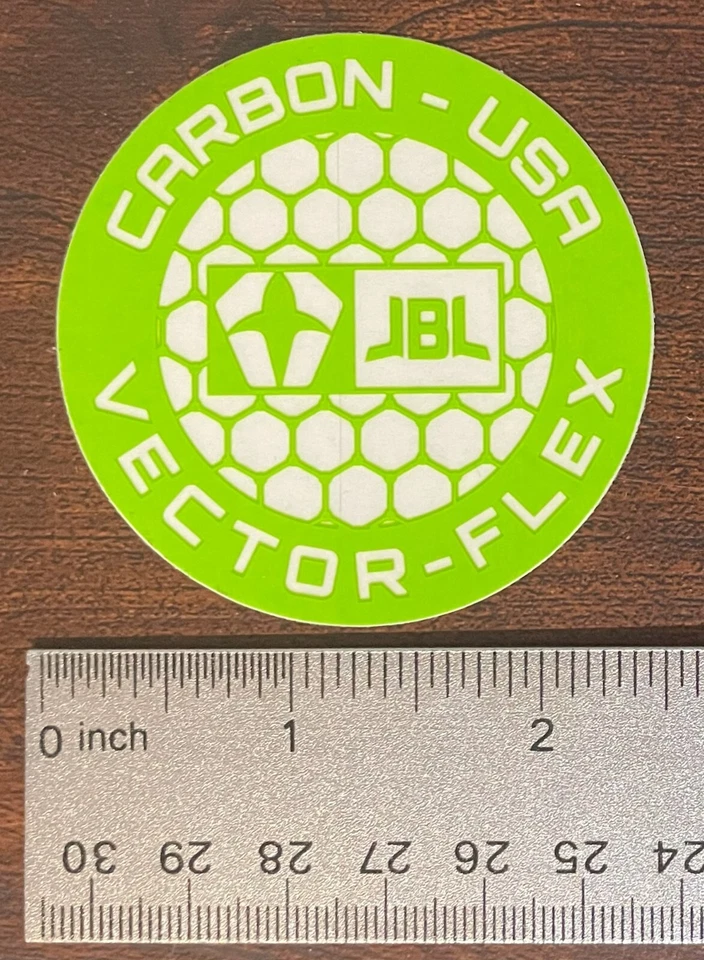 CARBON - USA
JBL
VECTOR-FLEX
0 inch 1 2
30 29 28 27 26 25 24